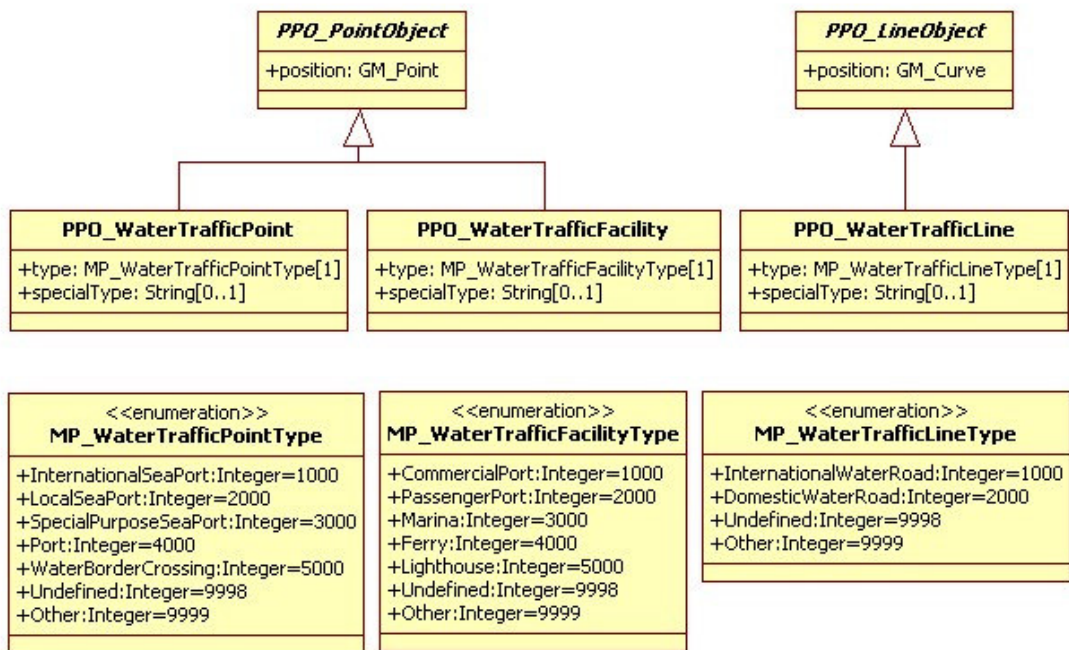 PPO_PointObject
+position: GM_Point
PPO_LineObject
+position: GM_Curve
PPO_WaterTrafficPoint
+type: MP_WaterTrafficPointType[1]
+specialType: String[0..1]
PPO_WaterTrafficFacility
+type: MP_WaterTrafficFacilityType[1]
+specialType: String[0..1]
PPO_WaterTrafficLine
+type: MP_WaterTrafficLineType[1]
+specialType: String[0..1]
<<enumeration>>
MP_WaterTrafficPointType
+InternationalSeaPort:Integer=1000
+LocalSeaPort:Integer=2000
+SpecialPurposeSeaPort:Integer=3000
+Port:Integer=4000
+WaterBorderCrossing:Integer=5000
+Undefined:Integer=9998
+Other:Integer=9999
<<enumeration>>
MP_WaterTrafficFacilityType
+CommercialPort:Integer=1000
+PassengerPort:Integer=2000
+Marina:Integer=3000
+Ferry:Integer=4000
+Lighthouse:Integer=5000
+Undefined:Integer=9998
+Other:Integer=9999
<<enumeration>>
MP_WaterTrafficLineType
+InternationalWaterRoad:Integer=1000
+DomesticWaterRoad:Integer=2000
+Undefined:Integer=9998
+Other:Integer=9999